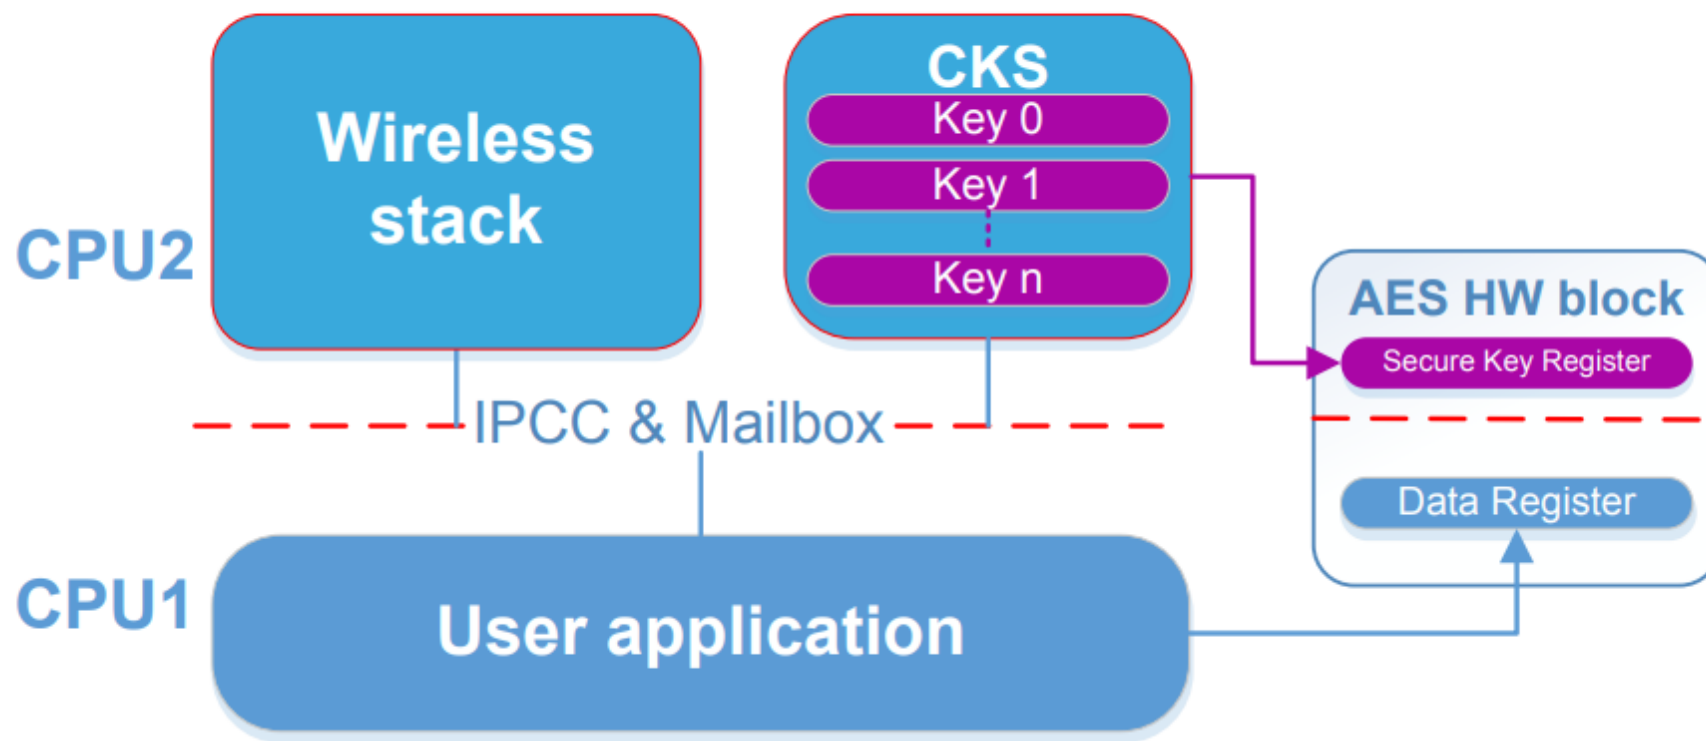 Wireless
stack
CKS
Key 0
Key 1
Key n
CPU2
AES HW block
Secure Key Register
IPCC & Mailbox
Data Register
CPU1
User application